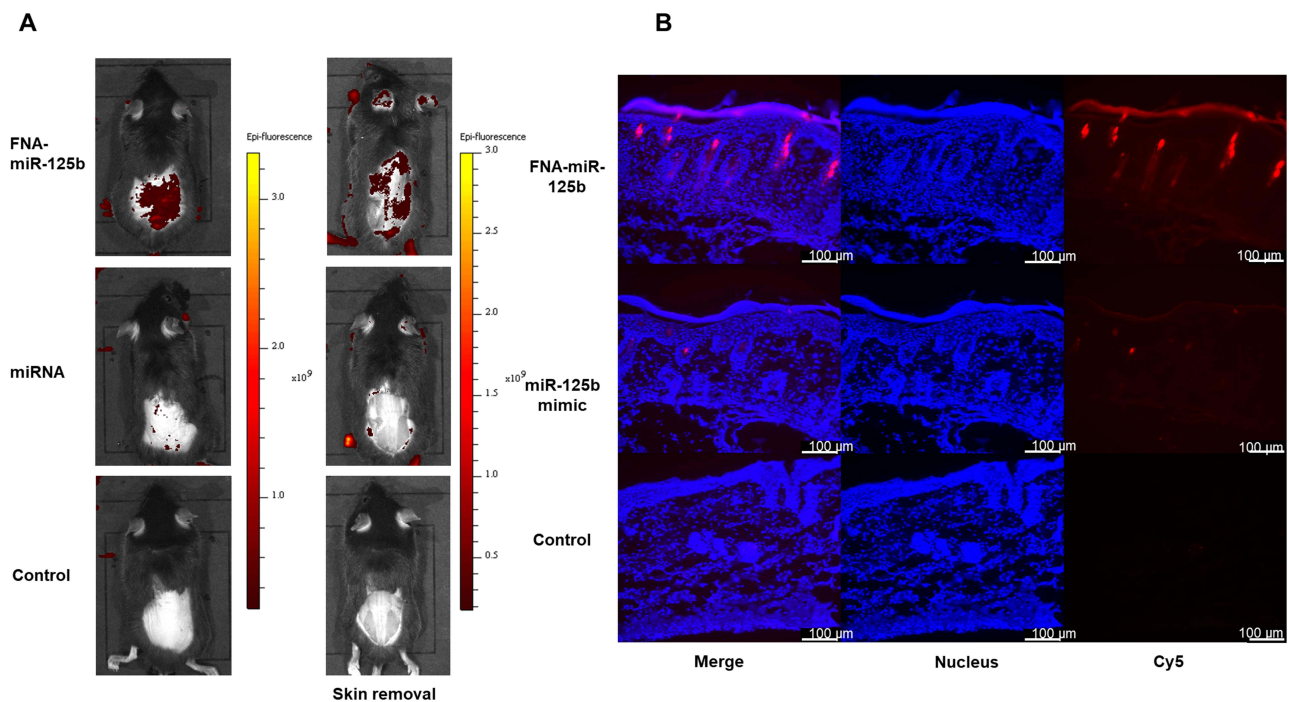 A
B
FNA-
miR-125b
miRNA
Control
Epi-fluorescence
3.0
2.0
x10⁹
1.0
Epi-fluorescence
3.0
2.5
2.0
x10⁹
1.5
1.0
0.5
Skin removal
FNA-miR-
125b
miR-125b
mimic
Control
100 µm
100 µm
100 µm
100 µm
100 µm
100 µm
100 µm
100 µm
100 µm
Merge
Nucleus
Cy5